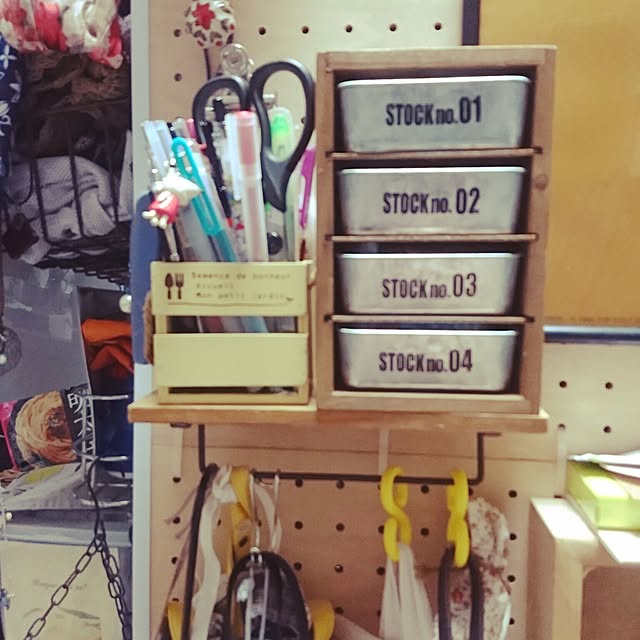 STOCK no. 01
STOCK no. 02
STOCK no. 03
STOCK no. 04
Semence de bonheur
Accueil
Mon petit jardin